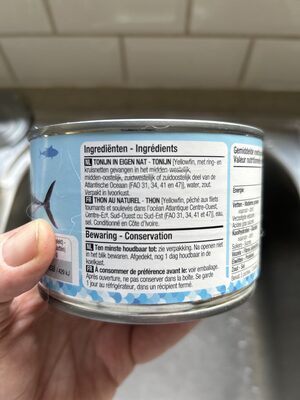 Ingrediënten - Ingrédients
NL TONIJN IN EIGEN NAT - TONIJN [Yellowfin, met ring- en
kruisnetten gevangen in het midden-westelijk,
midden-oostelijk, zuidwestelijk of zuidoostelijk deel van de
Atlantische Oceaan (FAO 31, 34, 41 en 47)], water, zout.
Verpakt in Ivoorkust.
FR THON AU NATUREL - THON [Yellowfin, pêché aux filets
tournants et soulevés dans l'océan Atlantique Centre-Ouest,
Centre-Est, Sud-Ouest ou Sud-Est (FAO 31, 34, 41, 47)], eau,
sel. Conditionné en Côte d'Ivoire.
Bewaring - Conservation
NL Ten minste houdbaar tot: zie verpakking. Na openen niet
in het blik bewaren. Afgedekt, nog 1 dag houdbaar in de
koelkast.
FR A consommer de préférence avant le: voir emballage.
Après ouverture, ne pas conserver dans la boîte. Se garde
1 jour au réfrigérateur, dans un récipient fermé.
Gemiddelde
Valeur
Energie